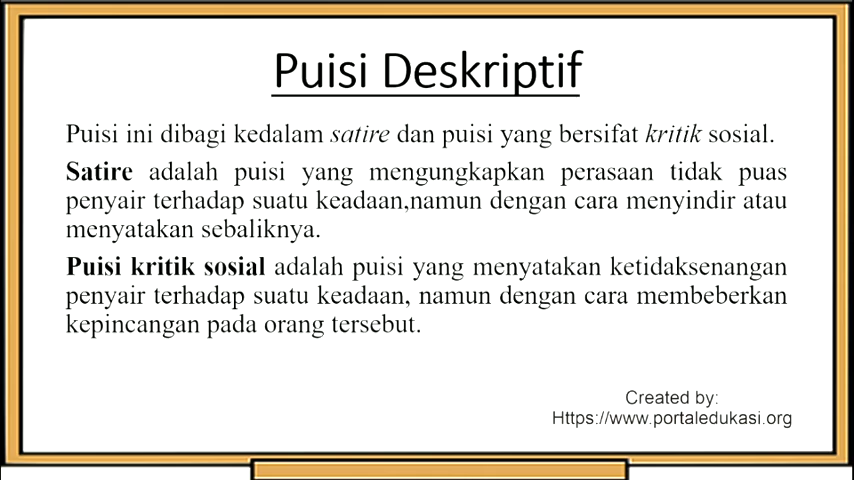 Puisi Deskriptif
Puisi ini dibagi kedalam satire dan puisi yang bersifat kritik sosial.
Satire adalah puisi yang mengungkapkan perasaan tidak puas
penyair terhadap suatu keadaan,namun dengan cara menyindir atau
menyatakan sebaliknya.
Puisi kritik sosial adalah puisi yang menyatakan ketidaksenangan
penyair terhadap suatu keadaan, namun dengan cara membeberkan
kepincangan pada orang tersebut.
Created by:
Https://www.portaledukasi.org